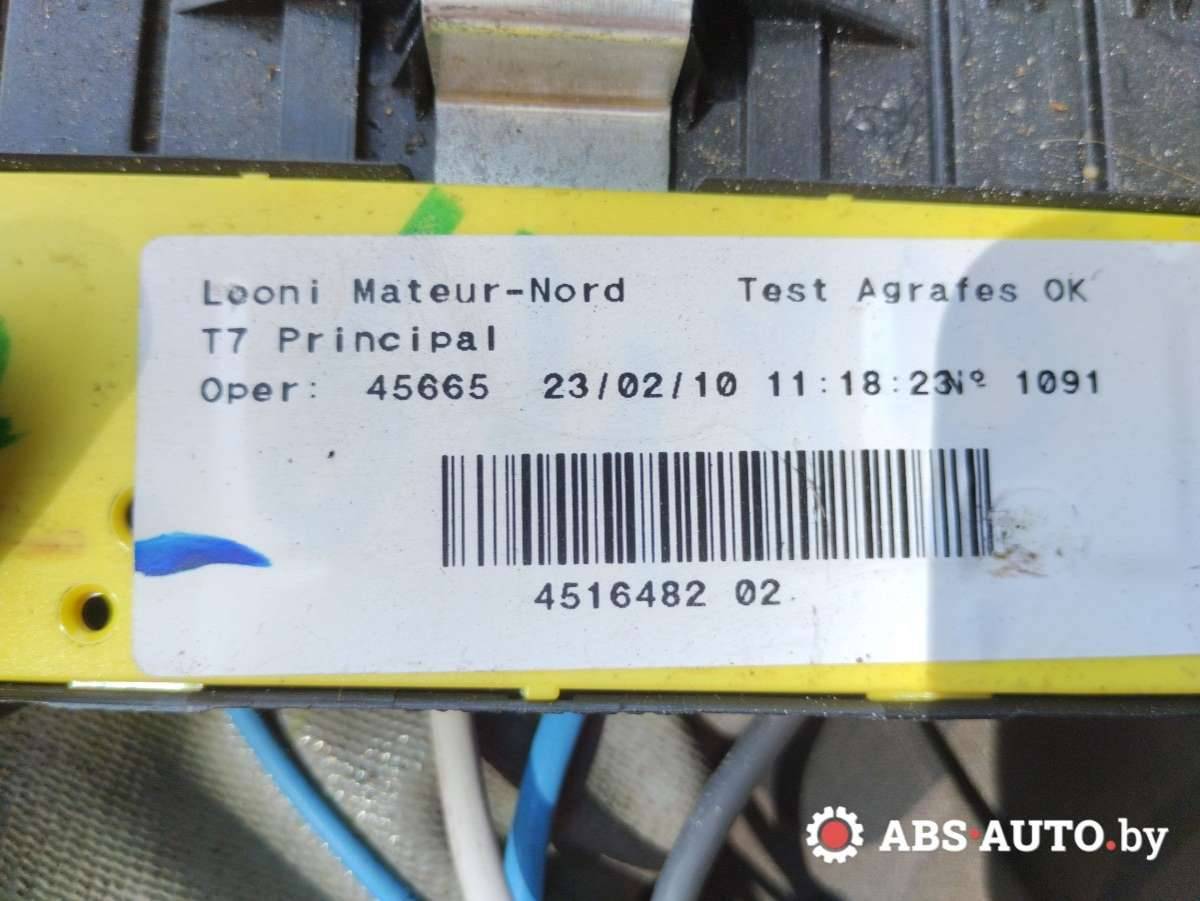 Leoni Mateur-Nord Test Agrafes OK
T7 Principal
Oper: 45665 23/02/10 11:18:23 Nº 1091
4516482 02
ABS-AUTO.by